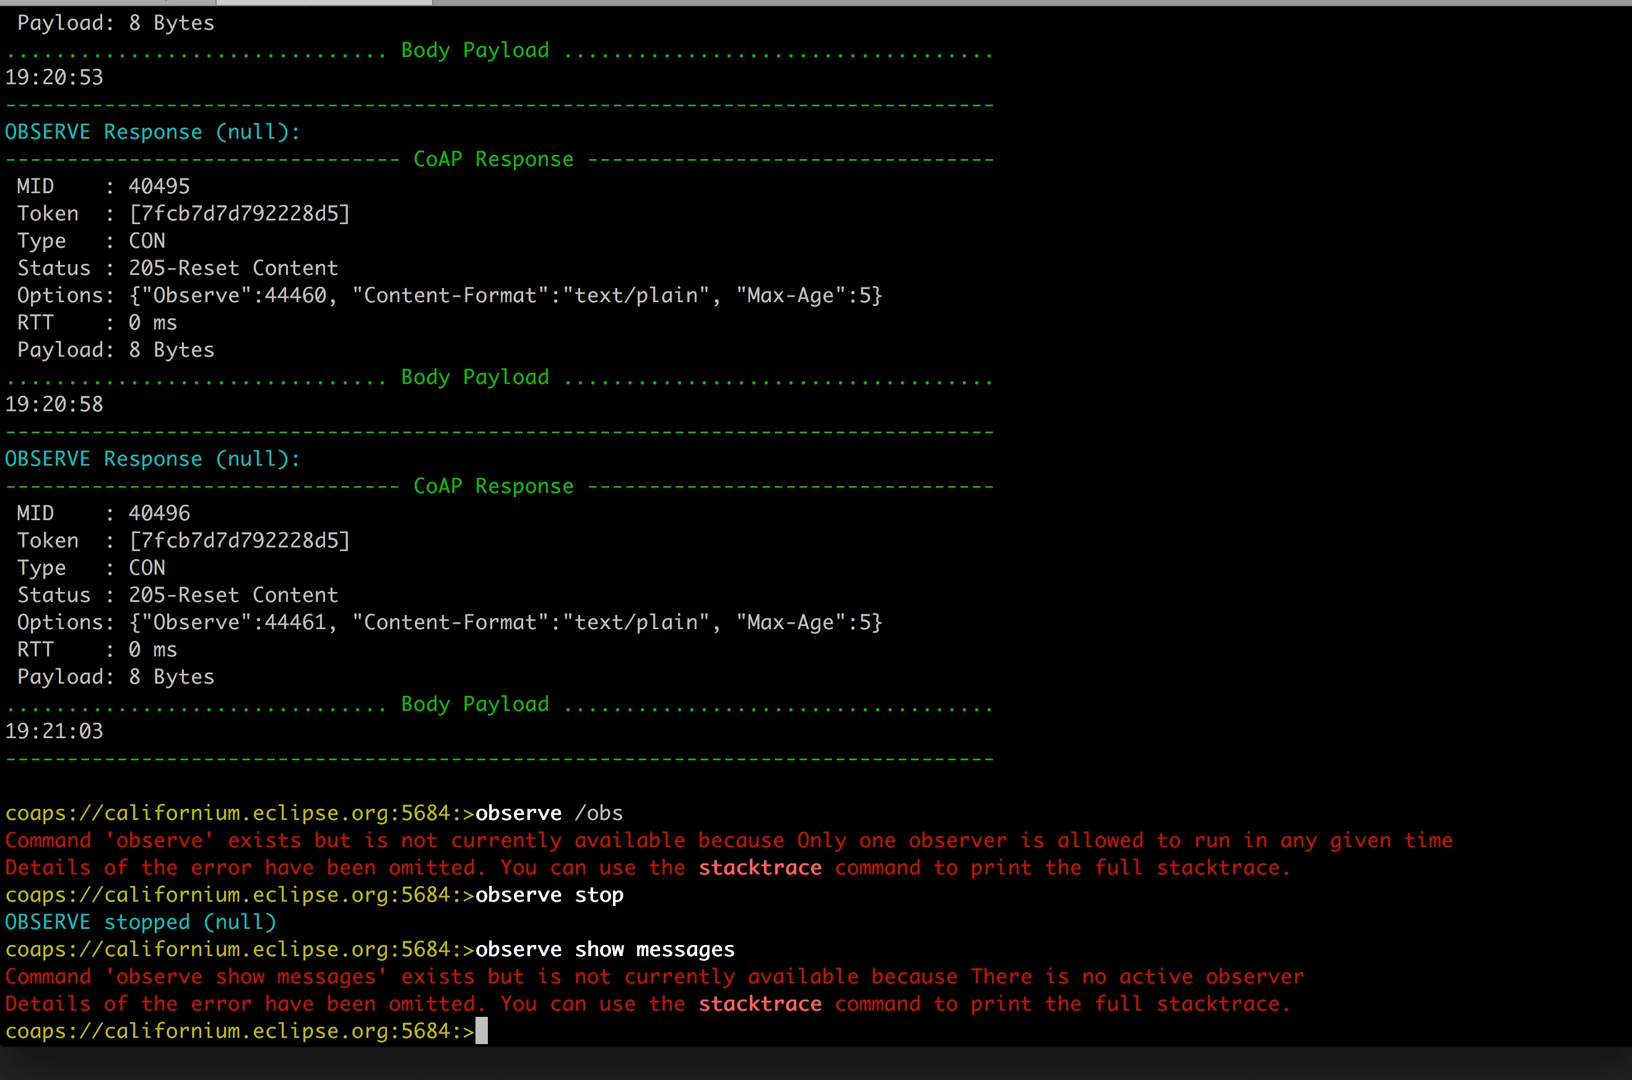 Payload: 8 Bytes
............................... Body Payload ...................................
19:20:53
--------------------------------------------------------------------------------
OBSERVE Response (null):
-------------------------------- CoAP Response ---------------------------------
MID    : 40495
Token  : [7fcb7d7d792228d5]
Type   : CON
Status : 205-Reset Content
Options: {"Observe":44460, "Content-Format":"text/plain", "Max-Age":5}
RTT    : 0 ms
Payload: 8 Bytes
............................... Body Payload ...................................
19:20:58
--------------------------------------------------------------------------------
OBSERVE Response (null):
-------------------------------- CoAP Response ---------------------------------
MID    : 40496
Token  : [7fcb7d7d792228d5]
Type   : CON
Status : 205-Reset Content
Options: {"Observe":44461, "Content-Format":"text/plain", "Max-Age":5}
RTT    : 0 ms
Payload: 8 Bytes
............................... Body Payload ...................................
19:21:03
--------------------------------------------------------------------------------
coaps://californium.eclipse.org:5684:>observe /obs
Command 'observe' exists but is not currently available because Only one observer is allowed to run in any given time
Details of the error have been omitted. You can use the stacktrace command to print the full stacktrace.
coaps://californium.eclipse.org:5684:>observe stop
OBSERVE stopped (null)
coaps://californium.eclipse.org:5684:>observe show messages
Command 'observe show messages' exists but is not currently available because There is no active observer
Details of the error have been omitted. You can use the stacktrace command to print the full stacktrace.
coaps://californium.eclipse.org:5684:>